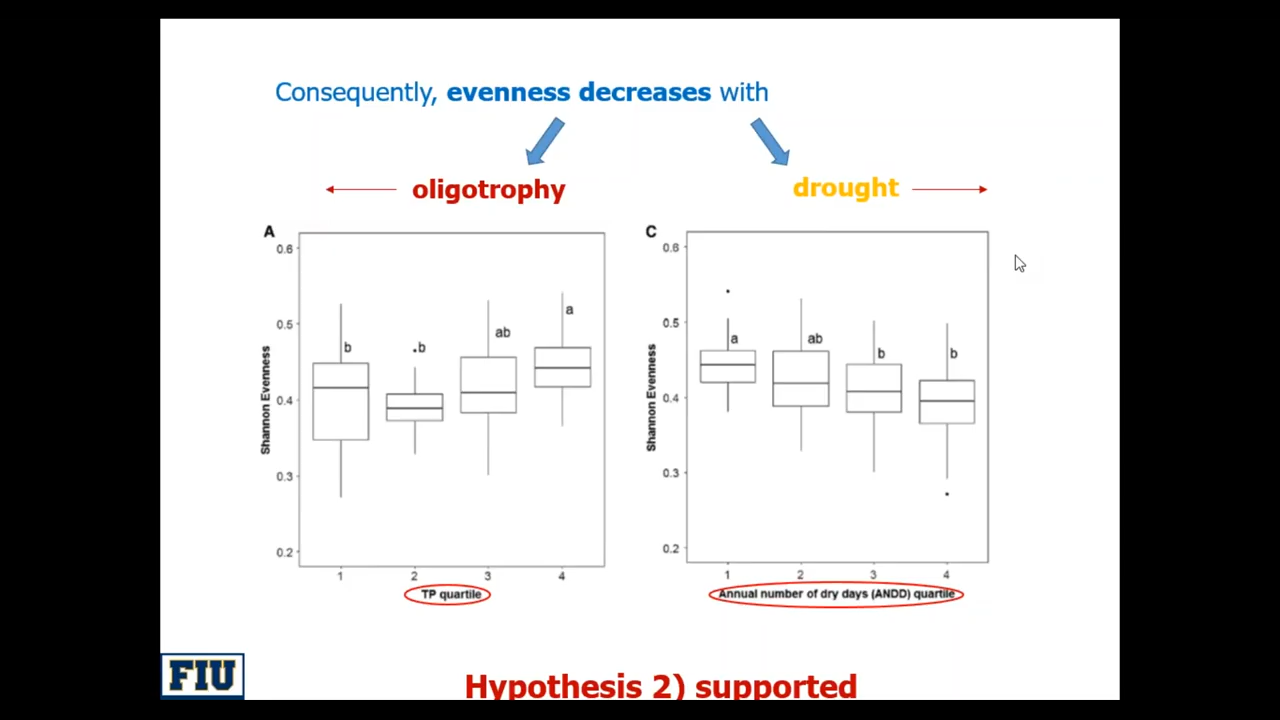 Consequently, evenness decreases with
oligotrophy
drought
A
0.6
0.5
0.4
0.3
0.2
Shannon Evenness
b
b
ab
a
1 2 3 4
TP quartile
C
0.6
0.5
0.4
0.3
0.2
Shannon Evenness
a
ab
b
b
1 2 3 4
Annual number of dry days (ANDD) quartile
FIU
Hypothesis 2) supported